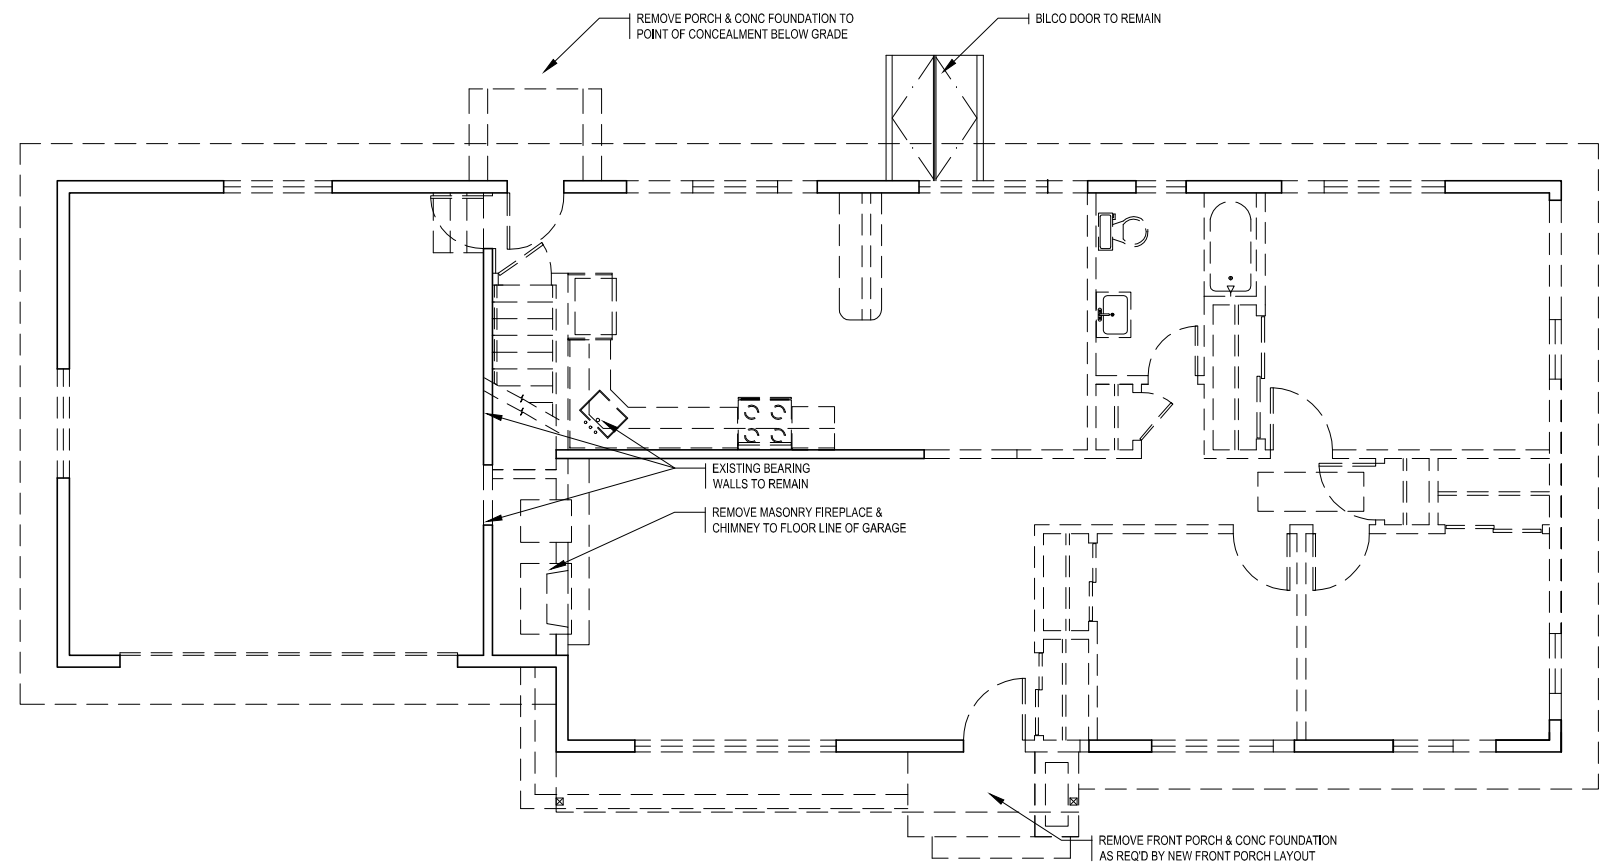 REMOVE PORCH & CONC FOUNDATION TO
POINT OF CONCEALMENT BELOW GRADE
BILCO DOOR TO REMAIN
EXISTING BEARING
WALLS TO REMAIN
REMOVE MASONRY FIREPLACE &
CHIMNEY TO FLOOR LINE OF GARAGE
REMOVE FRONT PORCH & CONC FOUNDATION
AS REQ'D BY NEW FRONT PORCH LAYOUT